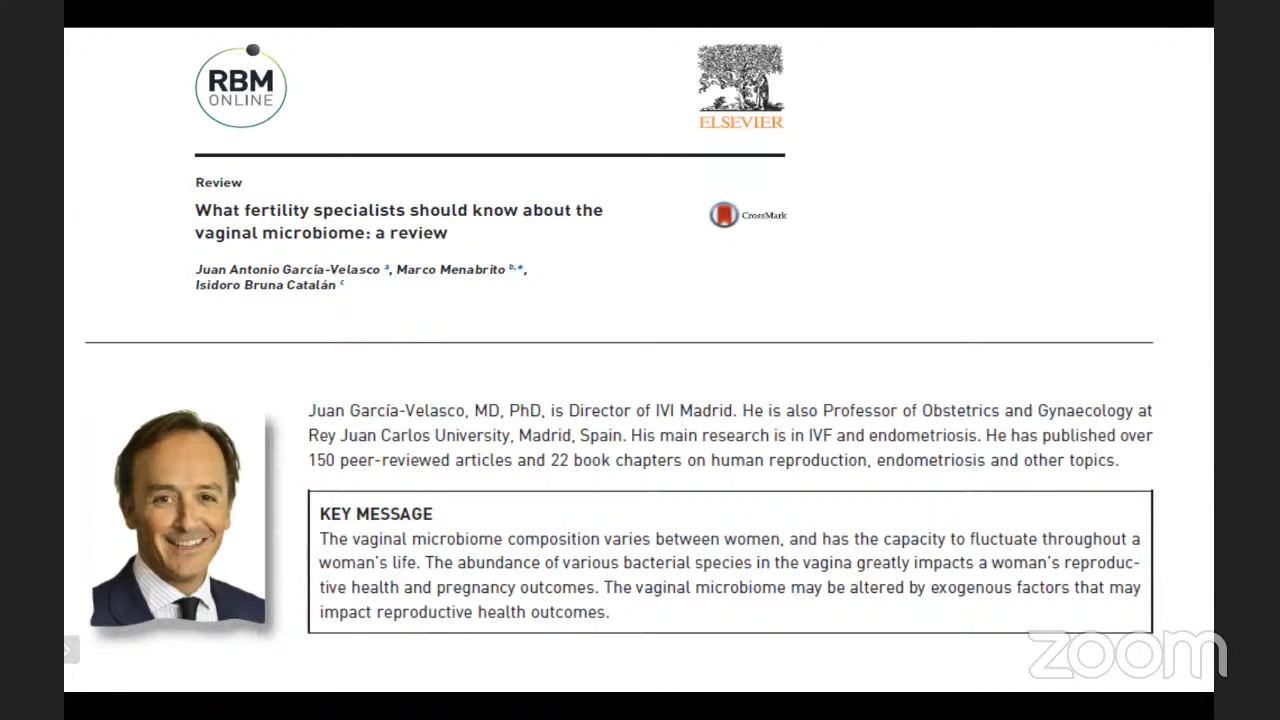 RBM
ONLINE
ELSEVIER
Review
What fertility specialists should know about the
vaginal microbiome: a review
CrossMark
Juan Antonio García-Velasco a, Marco Menabrito b,*,
Isidoro Bruna Catalán c
Juan García-Velasco, MD, PhD, is Director of IVI Madrid. He is also Professor of Obstetrics and Gynaecology at
Rey Juan Carlos University, Madrid, Spain. His main research is in IVF and endometriosis. He has published over
150 peer-reviewed articles and 22 book chapters on human reproduction, endometriosis and other topics.
KEY MESSAGE
The vaginal microbiome composition varies between women, and has the capacity to fluctuate throughout a
woman's life. The abundance of various bacterial species in the vagina greatly impacts a woman's reproduc-
tive health and pregnancy outcomes. The vaginal microbiome may be altered by exogenous factors that may
impact reproductive health outcomes.
zoom